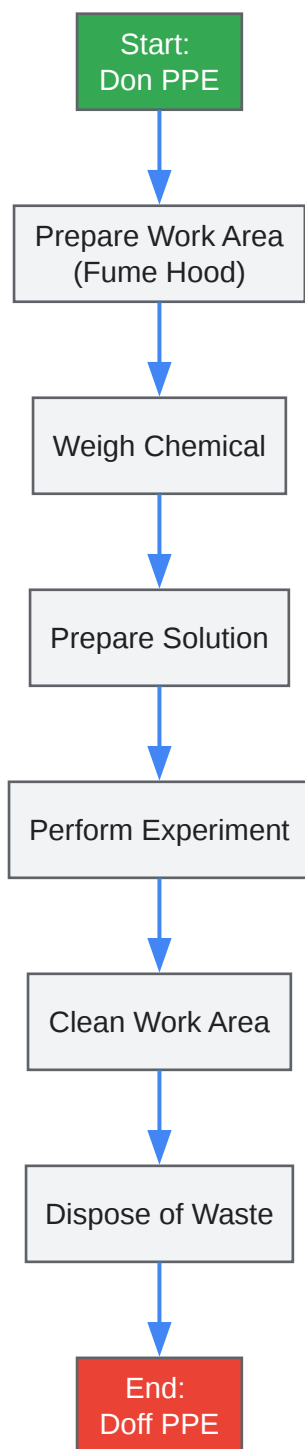 Start:
Don PPE
Prepare Work Area
(Fume Hood)
Weigh Chemical
Prepare Solution
Perform Experiment
Clean Work Area
Dispose of Waste
End:
Doff PPE